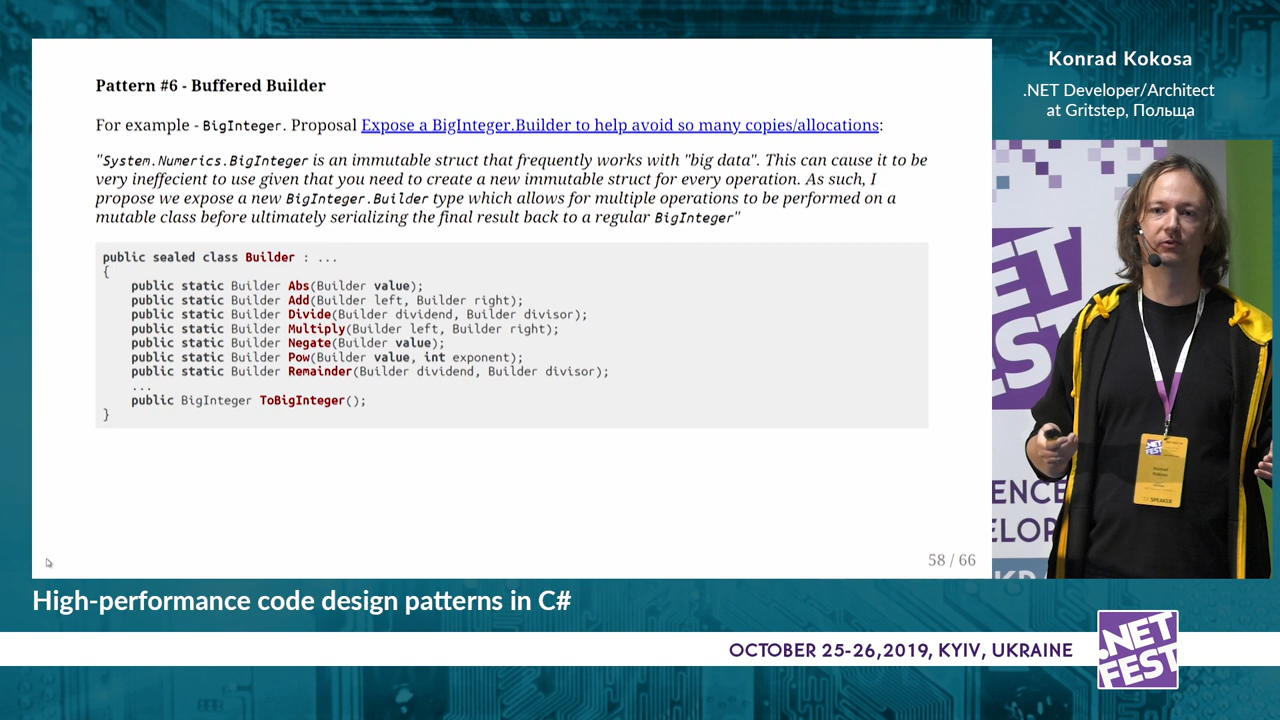 Pattern #6 - Buffered Builder
For example - BigInteger. Proposal Expose a BigInteger.Builder to help avoid so many copies/allocations:
"System.Numerics.BigInteger is an immutable struct that frequently works with "big data". This can cause it to be
very ineffecient to use given that you need to create a new immutable struct for every operation. As such, I
propose we expose a new BigInteger.Builder type which allows for multiple operations to be performed on a
mutable class before ultimately serializing the final result back to a regular BigInteger"
public sealed class Builder : ...
{
public static Builder Abs(Builder value);
public static Builder Add(Builder left, Builder right);
public static Builder Divide(Builder dividend, Builder divisor);
public static Builder Multiply(Builder left, Builder right);
public static Builder Negate(Builder value);
public static Builder Pow(Builder value, int exponent);
public static Builder Remainder(Builder dividend, Builder divisor);
...
public BigInteger ToBigInteger();
}
58 / 66
Konrad Kokosa
.NET Developer/Architect
at Gritstep, Польща
.NET
FEST
SPEAKER
High-performance code design patterns in C#
OCTOBER 25-26,2019, KYIV, UKRAINE
.NET
FEST